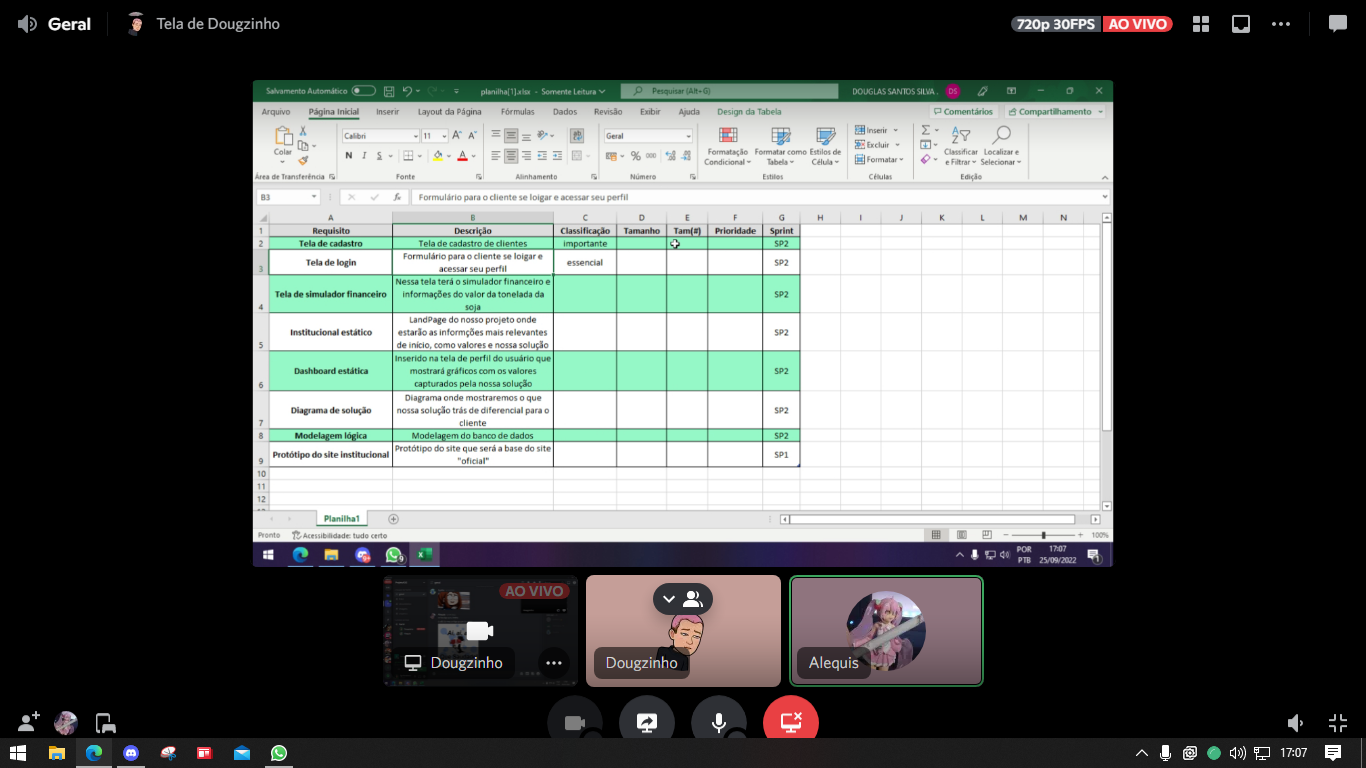 Geral
Tela de Dougzinho
720p 30FPS AO VIVO
Salvamento Automático
planilha[1].xlsx - Somente Leitura
Pesquisar (Alt+G)
DOUGLAS SANTOS SILVA .
DS
Arquivo Página Inicial Inserir Layout da Página Fórmulas Dados Revisão Exibir Ajuda Design da Tabela
Comentários
Compartilhamento
Colar
Calibri 11
N I S
Geral
% 000
Formatação Condicional
Formatar como Tabela
Estilos de Célula
Inserir
Excluir
Formatar
Classificar e Filtrar
Localizar e Selecionar
Área de Transferência Fonte Alinhamento Número Estilos Células Edição
B3 fx Formulário para o cliente se loigar e acessar seu perfil
A B C D E F G H I J K L M N
1 Requisito Descrição Classificação Tamanho Tam(#) Prioridade Sprint
2 Tela de cadastro Tela de cadastro de clientes importante SP2
3 Tela de login Formulário para o cliente se loigar e acessar seu perfil essencial SP2
4 Tela de simulador financeiro Nessa tela terá o simulador financeiro e informações do valor da tonelada da soja SP2
5 Institucional estático LandPage do nosso projeto onde estarão as informções mais relevantes de início, como valores e nossa solução SP2
6 Dashboard estática Inserido na tela de perfil do usuário que mostrará gráficos com os valores capturados pela nossa solução SP2
7 Diagrama de solução Diagrama onde mostraremos o que nossa solução trás de diferencial para o cliente SP2
8 Modelagem lógica Modelagem do banco de dados SP2
9 Protótipo do site institucional Protótipo do site que será a base do site "oficial" SP1
10
11
12
Planilha1
Pronto Acessibilidade: tudo certo 100%
POR
PTB
17:07
25/09/2022
AO VIVO
Dougzinho
Dougzinho
Alequis
17:07